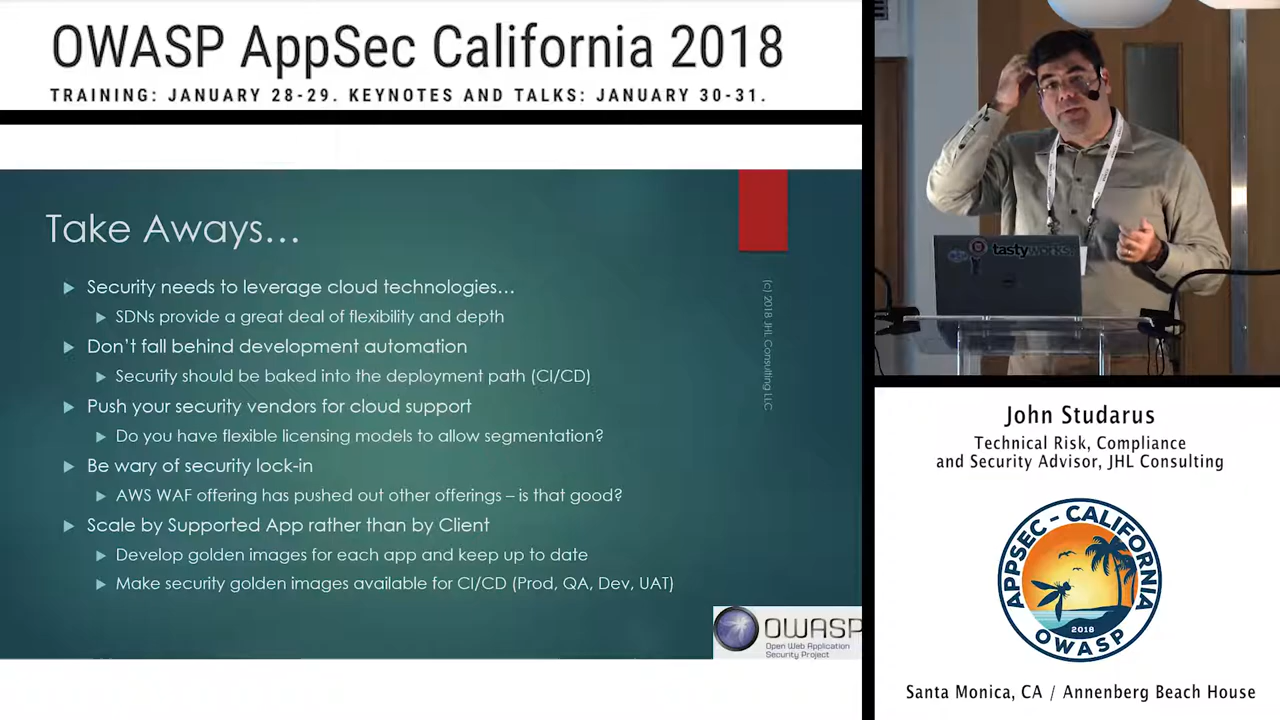 OWASP AppSec California 2018
TRAINING: JANUARY 28-29. KEYNOTES AND TALKS: JANUARY 30-31.
Take Aways…
Security needs to leverage cloud technologies…
SDNs provide a great deal of flexibility and depth
Don't fall behind development automation
Security should be baked into the deployment path (CI/CD)
Push your security vendors for cloud support
Do you have flexible licensing models to allow segmentation?
Be wary of security lock-in
AWS WAF offering has pushed out other offerings – is that good?
Scale by Supported App rather than by Client
Develop golden images for each app and keep up to date
Make security golden images available for CI/CD (Prod, QA, Dev, UAT)
(c) 2018 JHL Consulting LLC
OWASP
Open Web Application
Security Project
tastyworks
John Studarus
Technical Risk, Compliance
and Security Advisor, JHL Consulting
APPSEC - CALIFORNIA
2018
OWASP
Santa Monica, CA / Annenberg Beach House